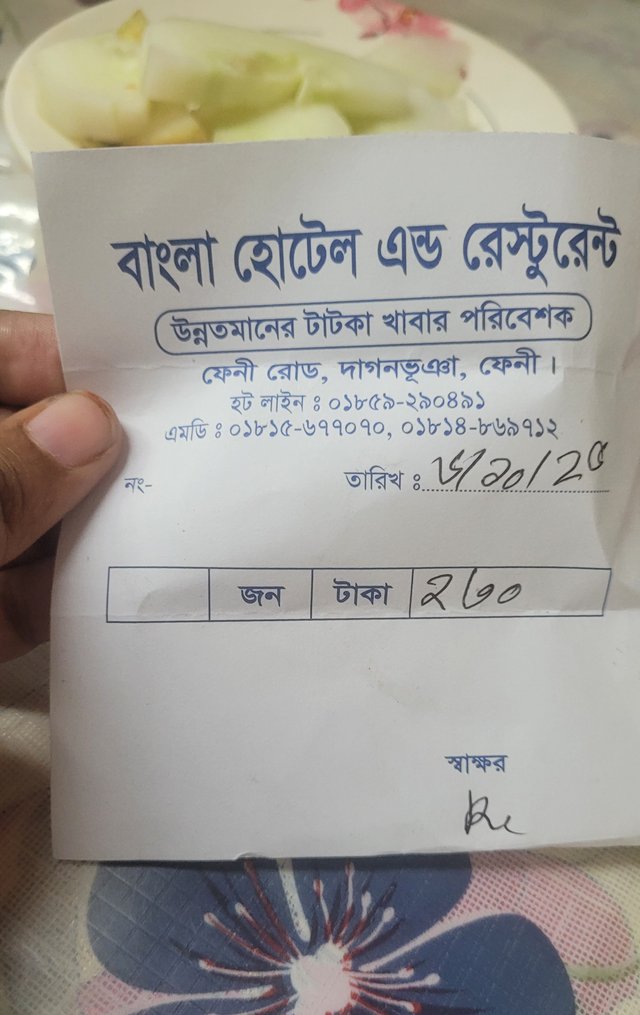 বাংলা হোটেল এন্ড রেস্টুরেন্ট
উন্নতমানের টাটকা খাবার পরিবেশক
ফেনী রোড, দাগনভূঞা, ফেনী ।
হট লাইন : ০১৮৫৯-২৯০৪৯১
এমডি : ০১৮১৫-৬৭৭০৭০, ০১৮১৪-৮৬৯৭১২
নং- তারিখ :
জন টাকা ২৬০
স্বাক্ষর